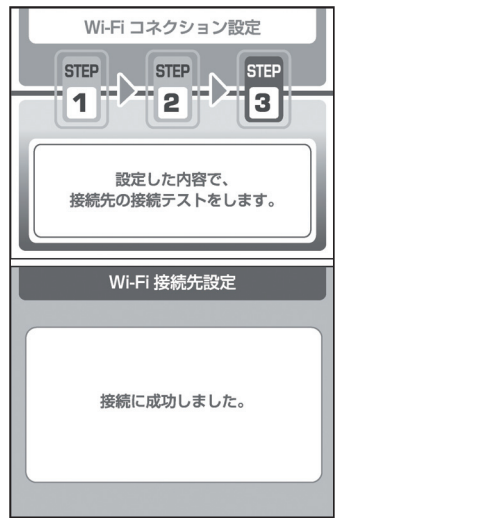 Wi-Fi コネクション設定
STEP STEP STEP
1 2 3
設定した内容で、
接続先の接続テストをします。
Wi-Fi 接続先設定
接続に成功しました。